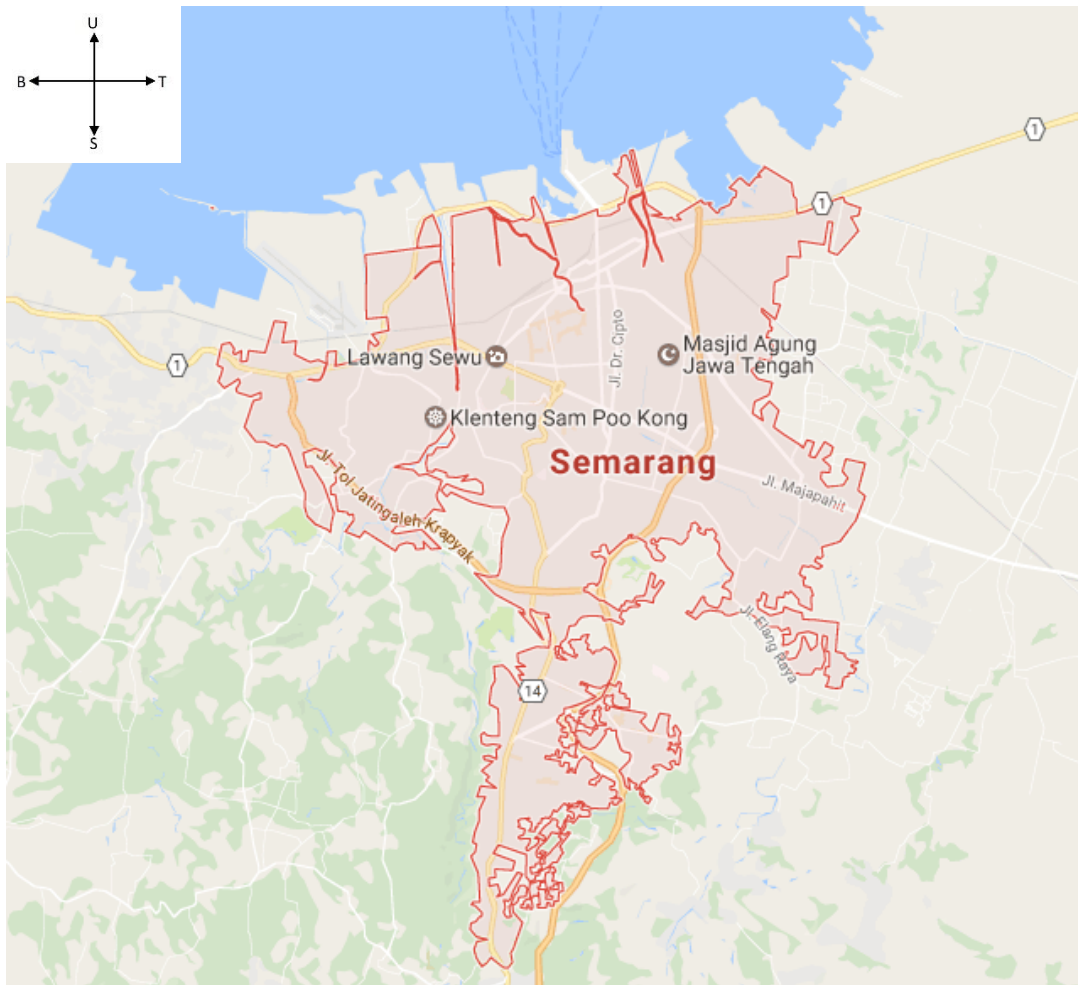 U
B
T
S
1
1
1
Lawang Sewu
Jl. Dr. Cipto
Masjid Agung
Jawa Tengah
Klenteng Sam Poo Kong
Semarang
Jl. Tol Jatingaleh Krapyak
Jl. Majapahit
Jl. Elang Raya
14